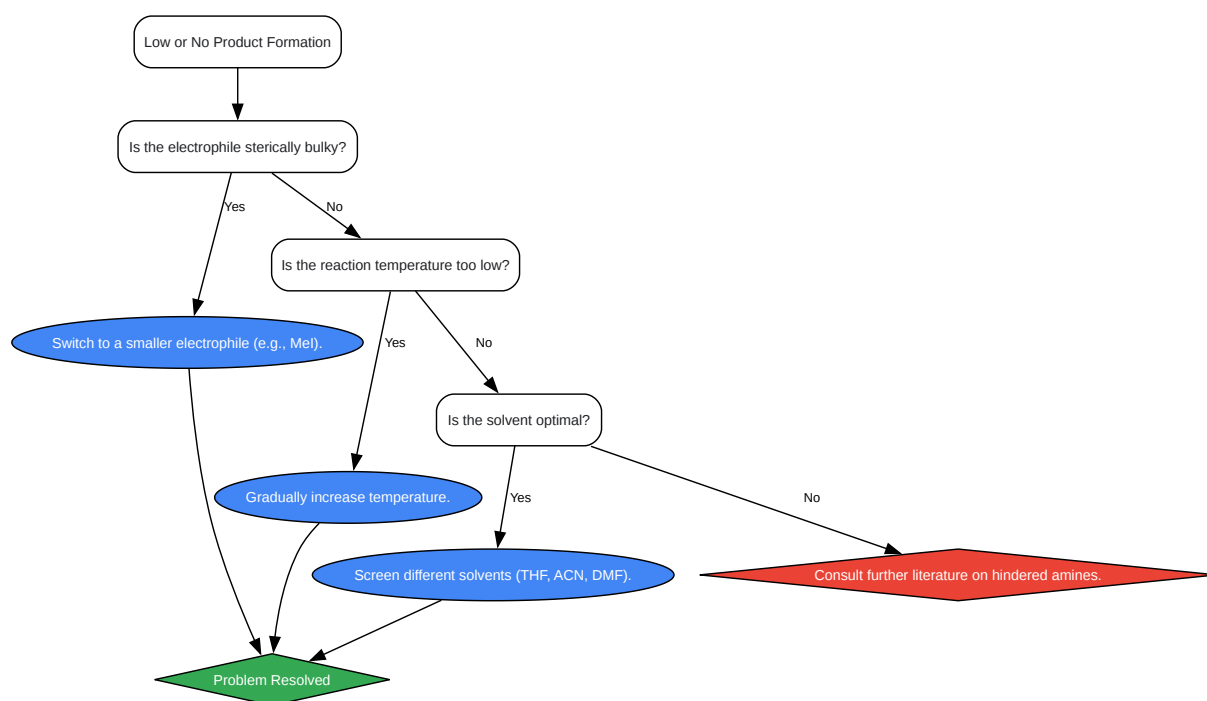 Low or No Product Formation
Is the electrophile sterically bulky?
Yes
No
Is the reaction temperature too low?
Switch to a smaller electrophile (e.g., MeI).
Yes
No
Is the solvent optimal?
Gradually increase temperature.
Yes
No
Screen different solvents (THF, ACN, DMF).
Consult further literature on hindered amines.
Problem Resolved